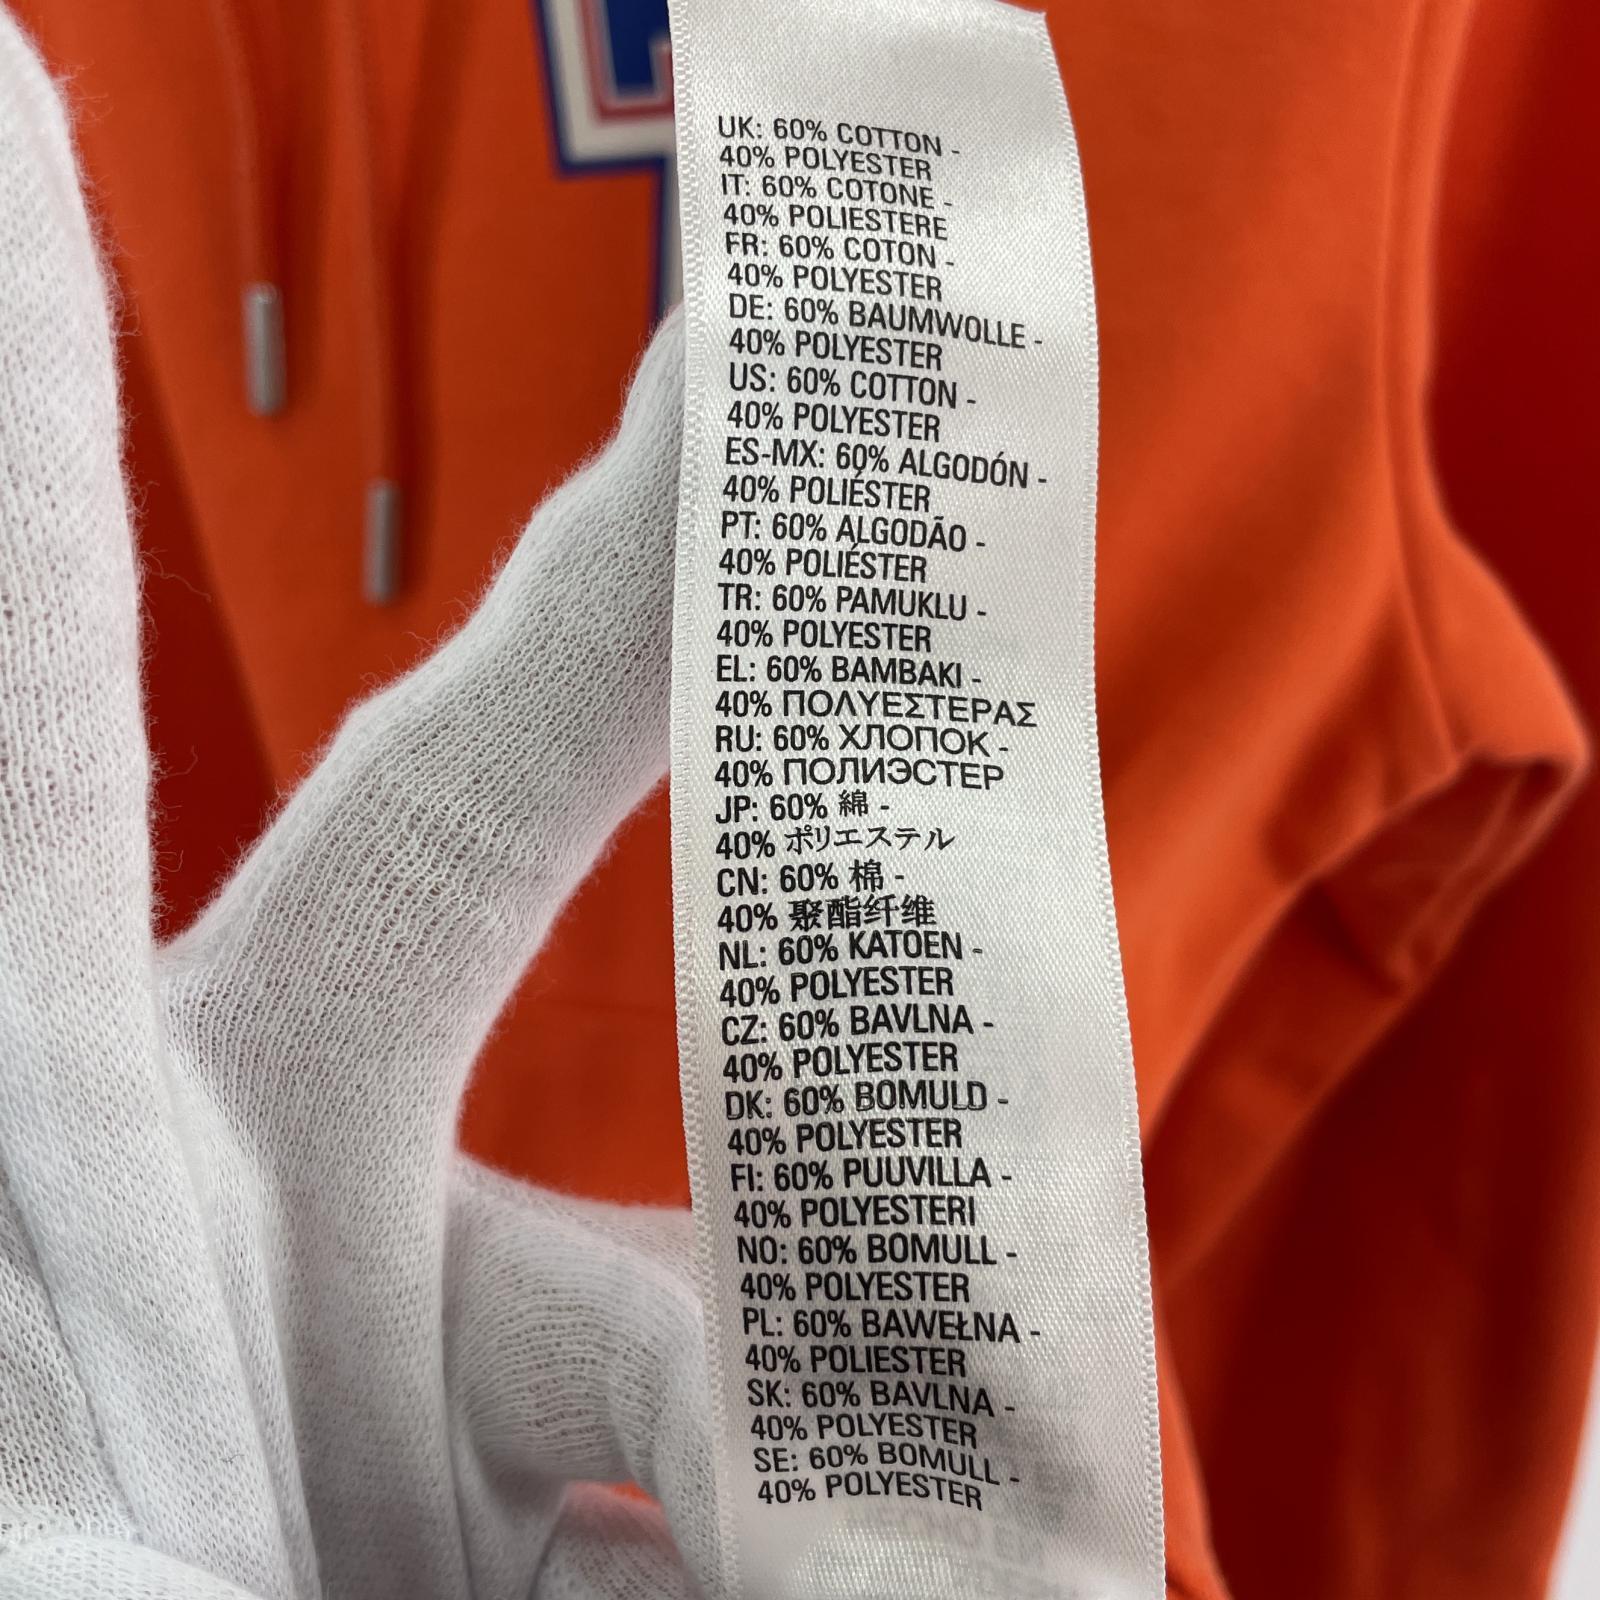 UK: 60% COTTON -
40% POLYESTER
IT: 60% COTONE -
40% POLIESTERE
FR: 60% COTON -
40% POLYESTER
DE: 60% BAUMWOLLE -
40% POLYESTER
US: 60% COTTON -
40% POLYESTER
ES-MX: 60% ALGODÓN -
40% POLIÉSTER
PT: 60% ALGODÃO -
40% POLIÉSTER
TR: 60% PAMUKLU -
40% POLYESTER
EL: 60% ΒΑΜΒΑΚΙ -
40% ΠΟΛΥΕΣΤΕΡΑΣ
RU: 60% ХЛОПОК -
40% ПОЛИЭСТЕР
JP: 60% 綿 -
40% ポリエステル
CN: 60% 棉 -
40% 聚酯纤维
NL: 60% KATOEN -
40% POLYESTER
CZ: 60% BAVLNA -
40% POLYESTER
DK: 60% BOMULD -
40% POLYESTER
FI: 60% PUUVILLA -
40% POLYESTERI
NO: 60% BOMULL -
40% POLYESTER
PL: 60% BAWEŁNA -
40% POLIESTER
SK: 60% BAVLNA -
40% POLYESTER
SE: 60% BOMULL -
40% POLYESTER